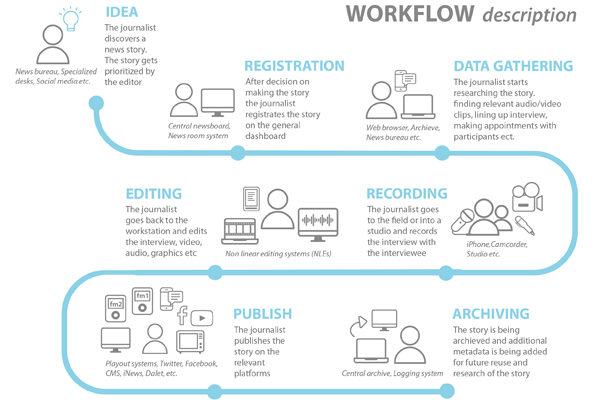 WORKFLOW description
IDEA
The journalist
discovers a
news story.
The story gets
prioritized by
the editor
News bureau, Specialized
desks, Social media etc.
REGISTRATION
After decision on
making the story
the journalist
registrates the story
on the general
dashboard
Central newsboard,
News room system
DATA GATHERING
The journalist starts
researching the story.
finding relevant audio/video
clips, lining up interview,
making appointments with
participants ect.
Web browser, Archieve,
News bureau etc.
EDITING
The journalist
goes back to the
workstation and edits
the interview, video,
audio, graphics etc
Non linear editing systems (NLEs)
RECORDING
The journalist goes
to the field or into a
studio and records
the interview with
the interviewee
iPhone,Camcorder,
Studio etc.
fm2
fm1
Playout systems, Twitter, Facebook,
CMS, iNews, Dalet, etc.
PUBLISH
The journalist
publishes the
story on the
relevant
platforms
Central archive, Logging system
ARCHIVING
The story is being
archieved and additional
metadata is being added
for future reuse and
research of the story